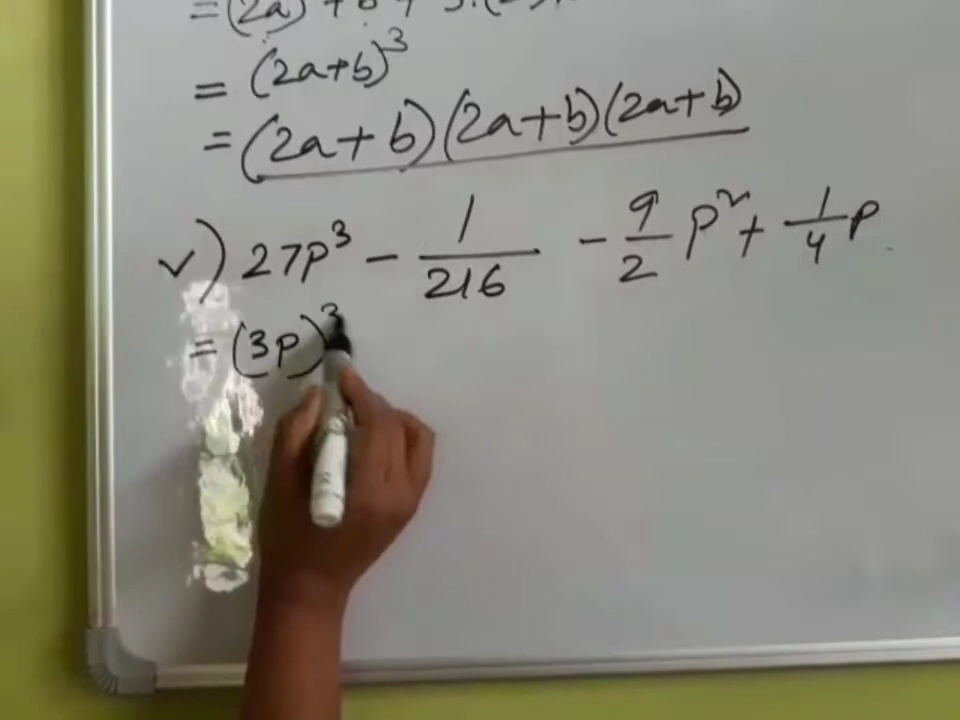 = (2a+b)³
= (2a+b)(2a+b)(2a+b)
v) 27p³ - 1/216 - 9/2 p² + 1/4 p
= (3p)³